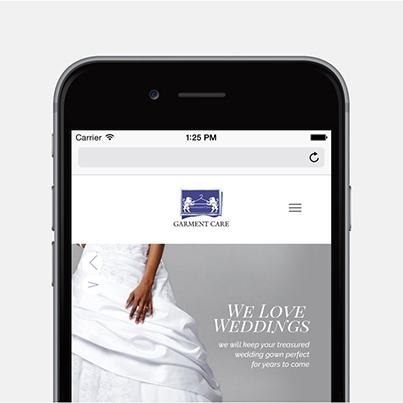 Carrier 1:25 PM
GARMENT CARE
WE LOVE
WEDDINGS
we will keep your treasured
wedding gown perfect
for years to come